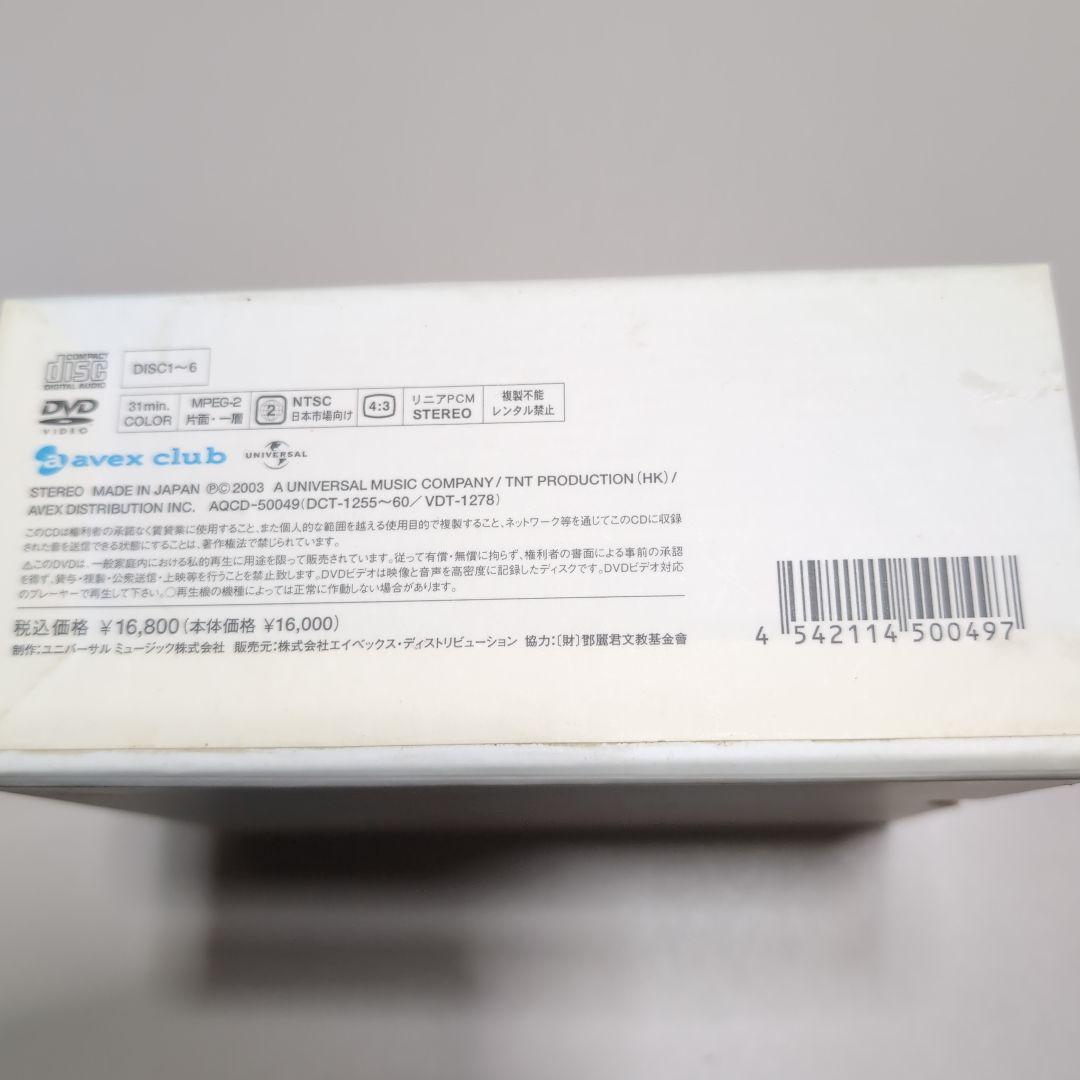 COMPACT
disc
DIGITAL AUDIO
DISC1〜6
DVD
VIDEO
31min.
COLOR
MPEG-2
片面・一層
2
NTSC
日本市場向け
4:3
リニアPCM
STEREO
複製不能
レンタル禁止
a avex club
UNIVERSAL
STEREO MADE IN JAPAN ℗©2003 A UNIVERSAL MUSIC COMPANY/TNT PRODUCTION(HK)/
AVEX DISTRIBUTION INC. AQCD-50049(DCT-1255〜60/VDT-1278)
このCDは権利者の承諾なく賃貸業に使用すること、また個人的な範囲を越える使用目的で複製すること、ネットワーク等を通じてこのCDに収録
された音を送信できる状態にすることは、著作権法で禁じられています。
⚠このDVDは、一般家庭内における私的再生に用途を限って販売されています。従って有償・無償に拘らず、権利者の書面による事前の承認
を得ず、貸与・複製・公衆送信・上映等を行うことを禁止致します。DVDビデオは映像と音声を高密度に記録したディスクです。DVDビデオ対応
のプレーヤーで再生して下さい。○再生機の機種によっては正常に作動しない場合があります。
税込価格 ¥16,800(本体価格 ¥16,000)
制作:ユニバーサル ミュージック株式会社 販売元:株式会社エイベックス・ディストリビューション 協力:〔財〕鄧麗君文教基金會
4 542114 500497